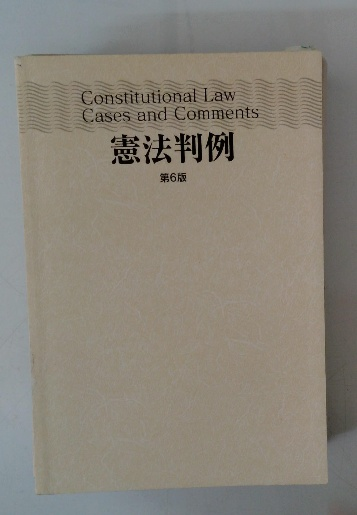 Constitutional Law
Cases and Comments
憲法判例
第6版